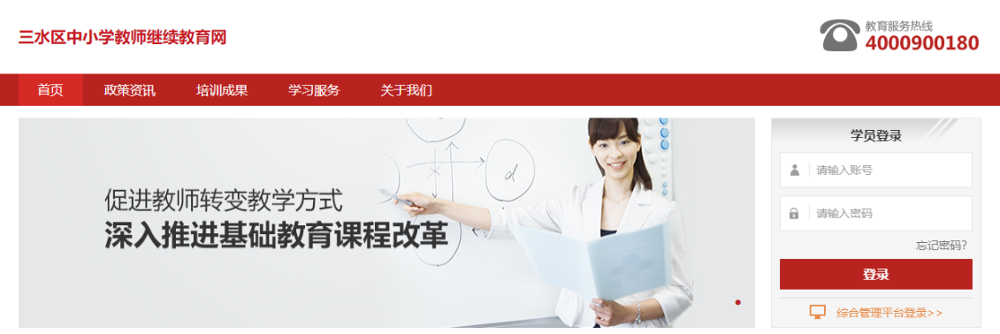 三水区中小学教师继续教育网
教育服务热线
4000900180
首页
政策资讯
培训成果
学习服务
关于我们
促进教师转变教学方式
深入推进基础教育课程改革
d
学员登录
请输入账号
请输入密码
忘记密码?
登录
综合管理平台登录>>